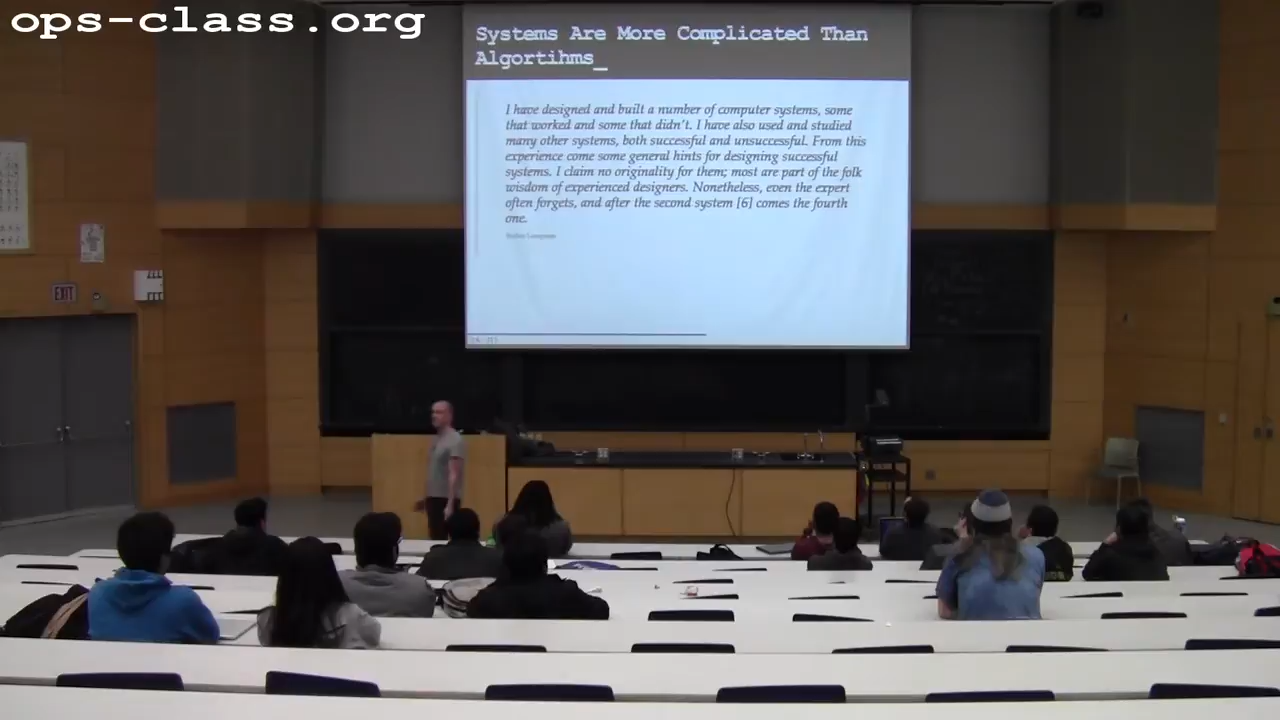 ops-class.org
Systems Are More Complicated Than
Algortihms_
I have designed and built a number of computer systems, some
that worked and some that didn't. I have also used and studied
many other systems, both successful and unsuccessful. From this
experience come some general hints for designing successful
systems. I claim no originality for them; most are part of the folk
wisdom of experienced designers. Nonetheless, even the expert
often forgets, and after the second system [6] comes the fourth
one.
EXIT